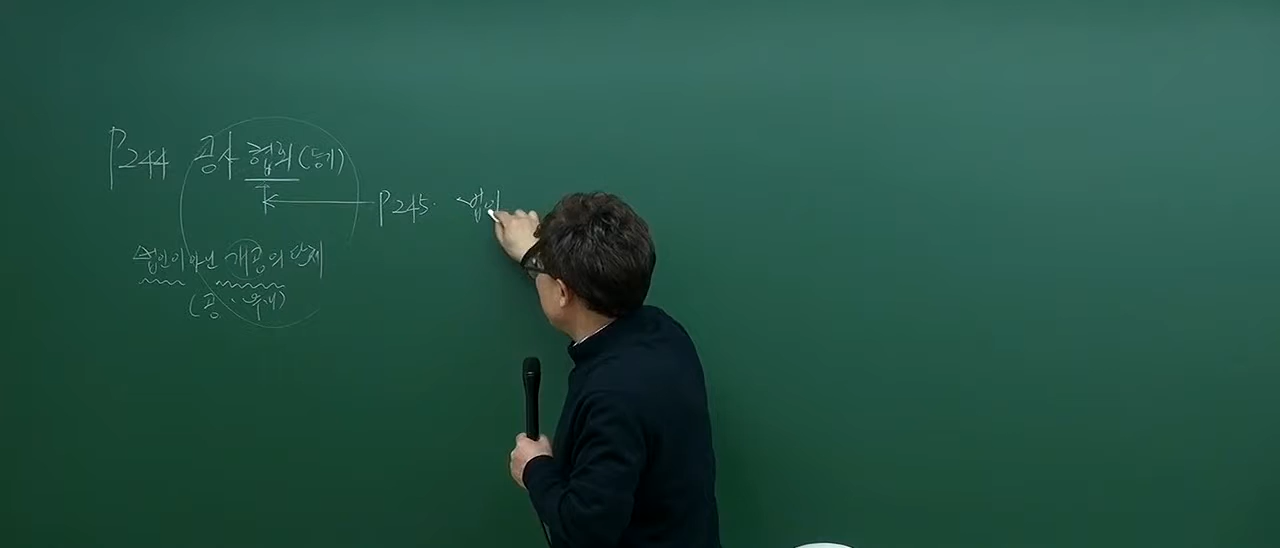 P244 공사 협회(등기)
P245. 법인
법인이 아닌 개공의 단체
(공·부대)